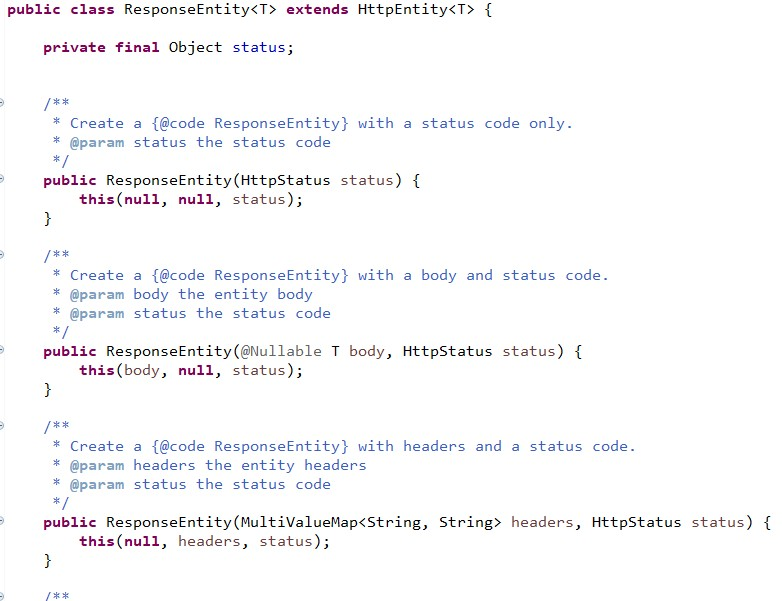 public class ResponseEntity<T> extends HttpEntity<T> {
private final Object status;
/**
* Create a {@code ResponseEntity} with a status code only.
* @param status the status code
*/
public ResponseEntity(HttpStatus status) {
this(null, null, status);
}
/**
* Create a {@code ResponseEntity} with a body and status code.
* @param body the entity body
* @param status the status code
*/
public ResponseEntity(@Nullable T body, HttpStatus status) {
this(body, null, status);
}
/**
* Create a {@code ResponseEntity} with headers and a status code.
* @param headers the entity headers
* @param status the status code
*/
public ResponseEntity(MultiValueMap<String, String> headers, HttpStatus status) {
this(null, headers, status);
}
/**